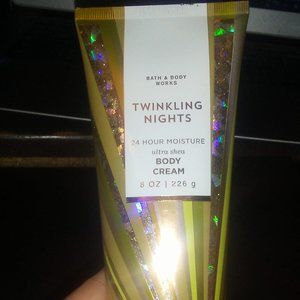 BATH & BODY
WORKS
TWINKLING
NIGHTS
24 HOUR MOISTURE
ultra shea
BODY
CREAM
8 OZ | 226 g